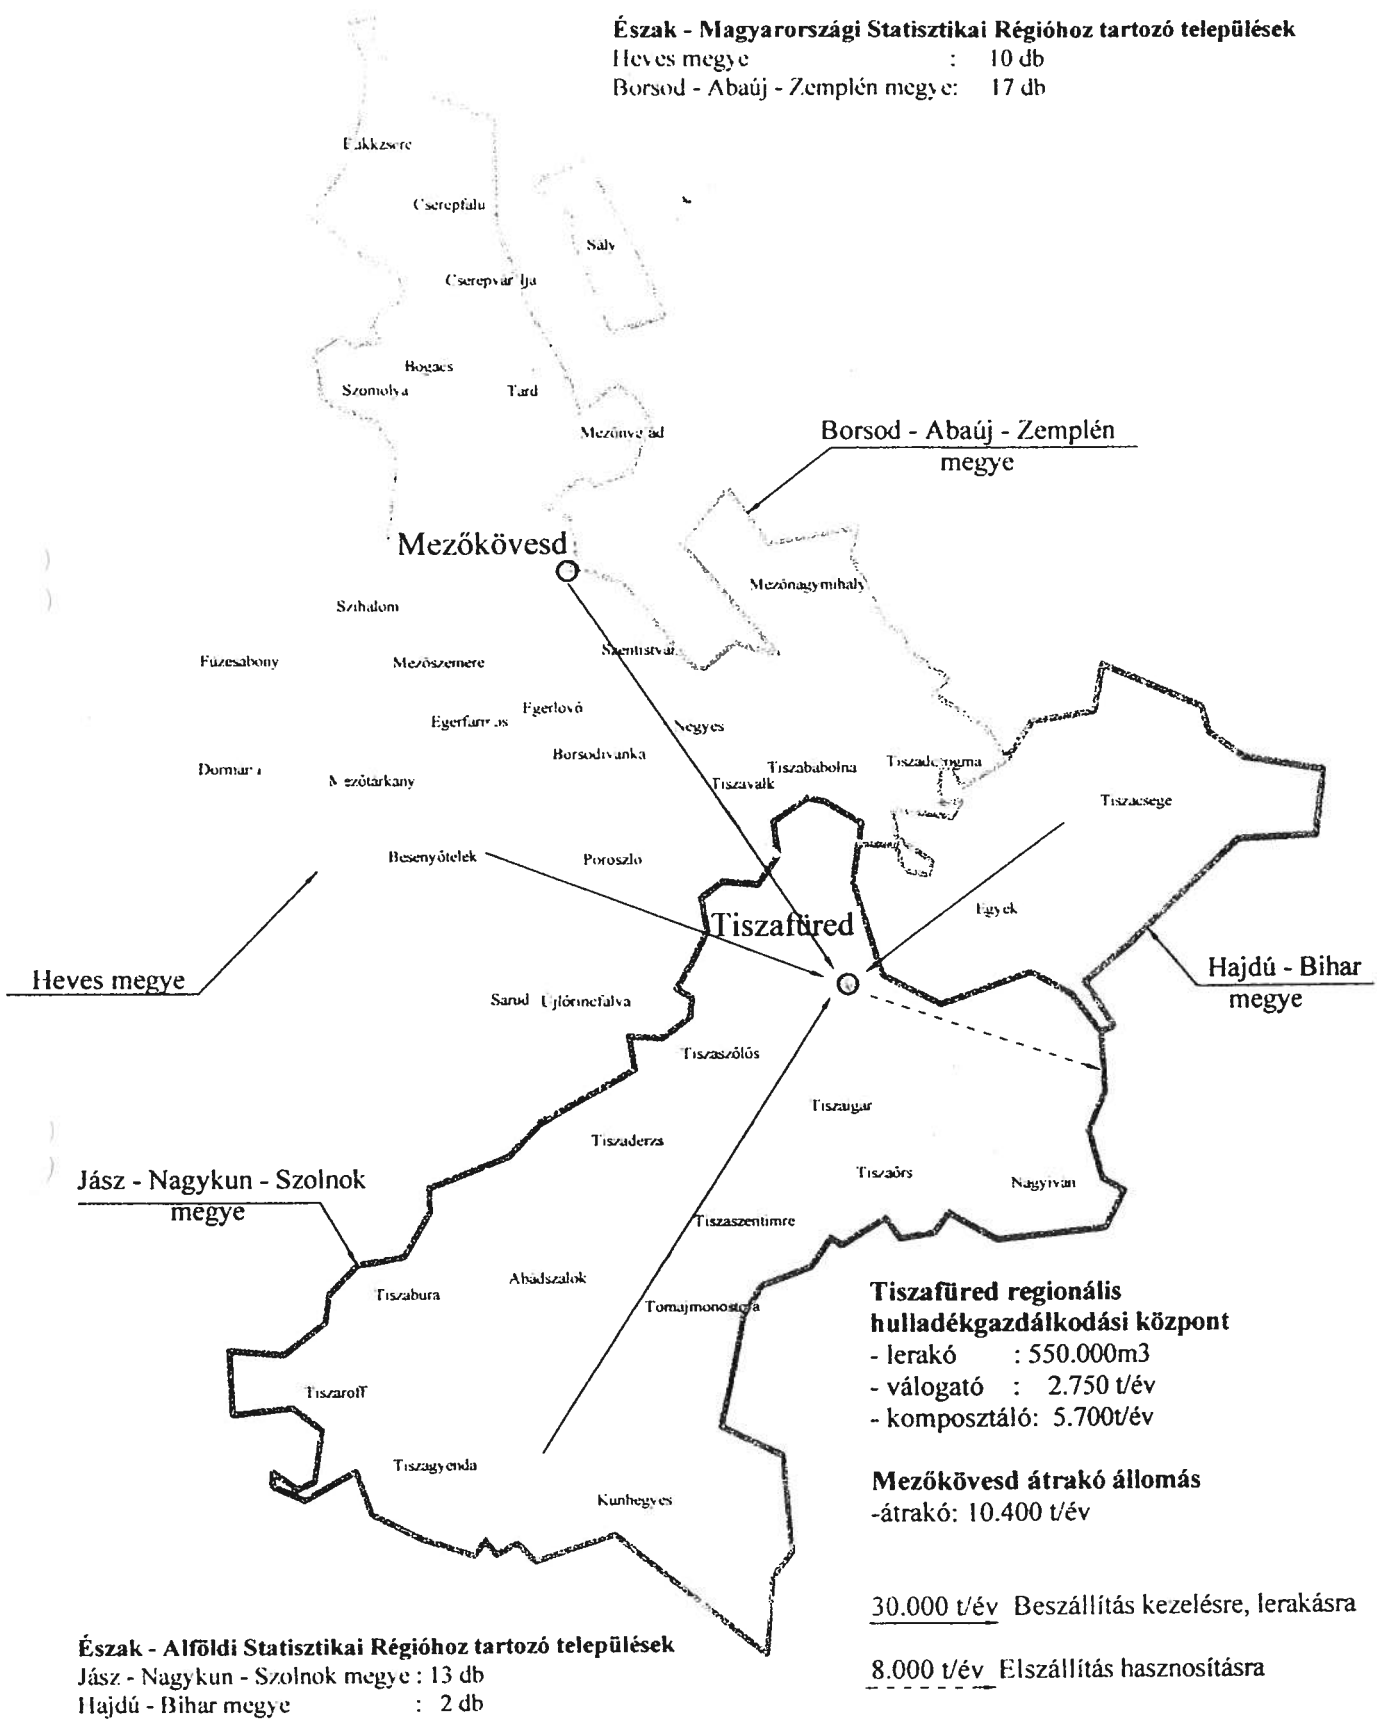 Észak - Magyarországi Statisztikai Régióhoz tartozó települések
Heves megye : 10 db
Borsod - Abaúj - Zemplén megye: 17 db
Cserepfalu
Sály
Bogács
Szomolya
Tard
Borsod - Abaúj - Zemplén
megye
Mezőkövesd
Mezőnagymihály
Szihalom
Füzesabony
Mezőszemere
Egerlövő
Borsodivánka
Tiszabábolna
Tiszavalk
Tiszacsege
Besenyőtelek
Poroszló
Egyek
Tiszafüred
Hajdú - Bihar
megye
Heves megye
Sarud
Újlőrincfalva
Tiszaszőlős
Tiszaigar
Tiszaderzs
Tiszaörs
Nagyiván
Jász - Nagykun - Szolnok
megye
Tiszaszentimre
Abádszalók
Tiszabura
Tomajmonostora
Tiszafüred regionális
hulladékgazdálkodási központ
- lerakó : 550.000m3
- válogató : 2.750 t/év
- komposztáló: 5.700t/év
Tiszaroff
Tiszagyenda
Kunhegyes
Mezőkövesd átrakó állomás
-átrakó: 10.400 t/év
30.000 t/év Beszállítás kezelésre, lerakásra
8.000 t/év Elszállítás hasznosításra
Észak - Alföldi Statisztikai Régióhoz tartozó települések
Jász - Nagykun - Szolnok megye : 13 db
Hajdú - Bihar megye : 2 db